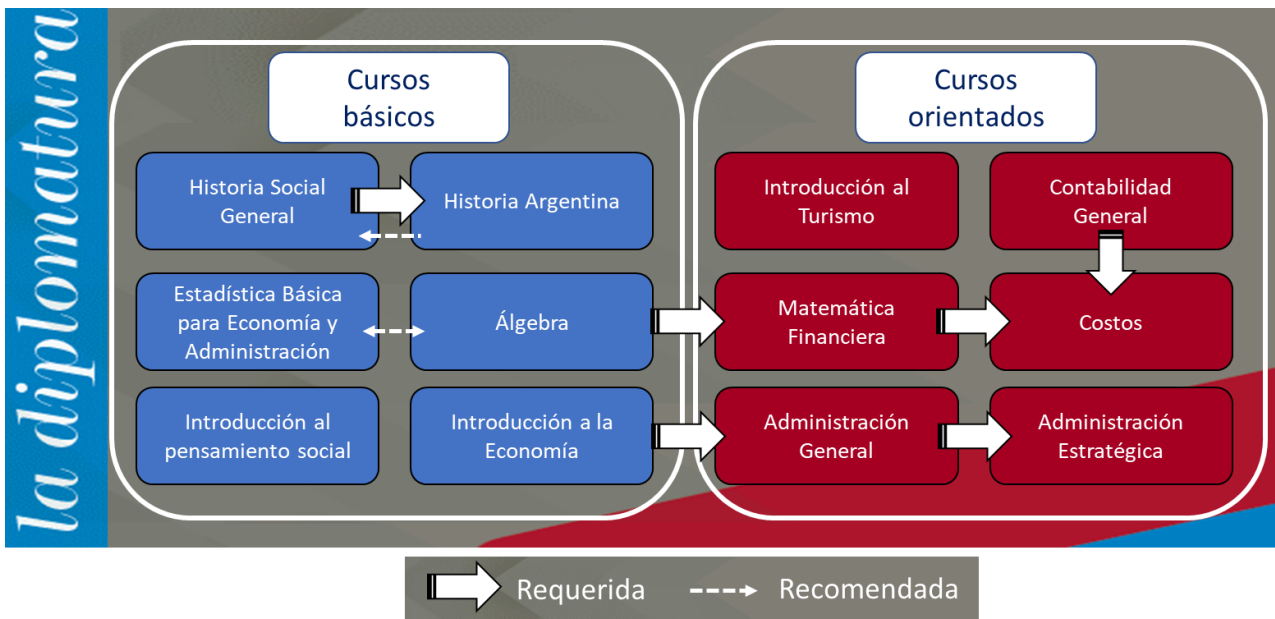 la diplomatura
Cursos
básicos
Cursos
orientados
Historia Social
General
Historia Argentina
Introducción al
Turismo
Contabilidad
General
Estadística Básica
para Economía y
Administración
Álgebra
Matemática
Financiera
Costos
Introducción al
pensamiento social
Introducción a la
Economía
Administración
General
Administración
Estratégica
Requerida
Recomendada